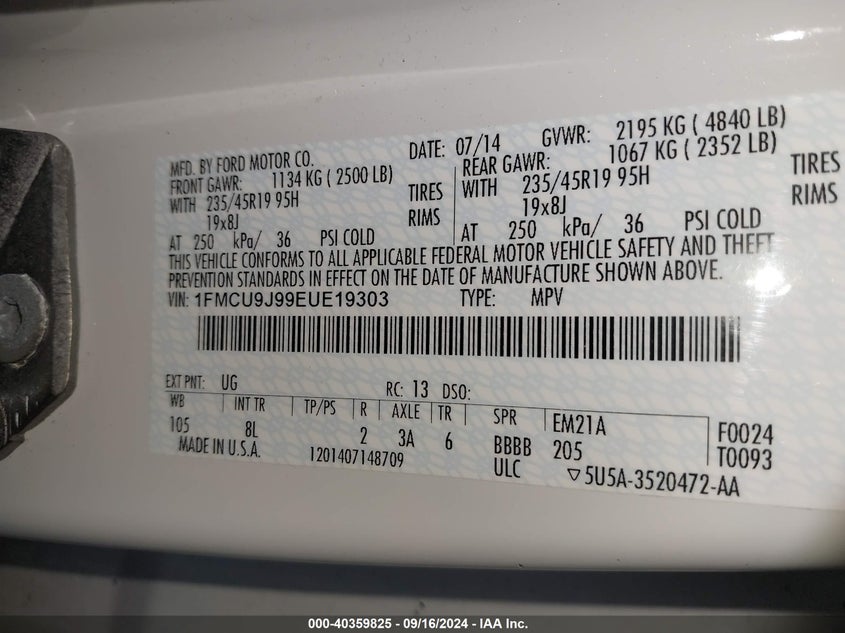 MFD. BY FORD MOTOR CO. DATE: 07/14 GVWR: 2195 KG ( 4840 LB)
FRONT GAWR: 1134 KG ( 2500 LB) REAR GAWR: 1067 KG ( 2352 LB)
WITH 235/45R19 95H TIRES WITH 235/45R19 95H TIRES
19x8J RIMS 19x8J RIMS
AT 250 kPa/ 36 PSI COLD AT 250 kPa/ 36 PSI COLD
THIS VEHICLE CONFORMS TO ALL APPLICABLE FEDERAL MOTOR VEHICLE SAFETY AND THEFT
PREVENTION STANDARDS IN EFFECT ON THE DATE OF MANUFACTURE SHOWN ABOVE.
VIN: 1FMCU9J99EUE19303 TYPE: MPV
EXT PNT: UG RC: 13 DSO:
WB INT TR TP/PS R AXLE TR SPR EM21A F0024
105 8L 2 3A 6 BBBB 205 T0093
MADE IN U.S.A. 1201407148709 ULC ▽5U5A-3520472-AA
000-40359825 - 09/16/2024 - IAA Inc.